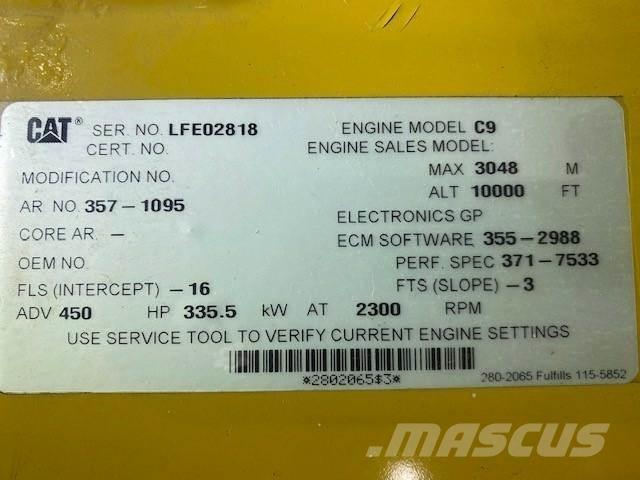 CAT SER. NO. LFE02818 ENGINE MODEL C9
CERT. NO. ENGINE SALES MODEL:
MODIFICATION NO. MAX 3048 M
ALT 10000 FT
AR NO. 357-1095 ELECTRONICS GP
CORE AR. - ECM SOFTWARE 355-2988
OEM NO. PERF. SPEC 371-7533
FLS (INTERCEPT) -16 FTS (SLOPE) -3
ADV 450 HP 335.5 kW AT 2300 RPM
USE SERVICE TOOL TO VERIFY CURRENT ENGINE SETTINGS
*2802065$3* 280-2065 Fulfills 115-5852
MASCUS